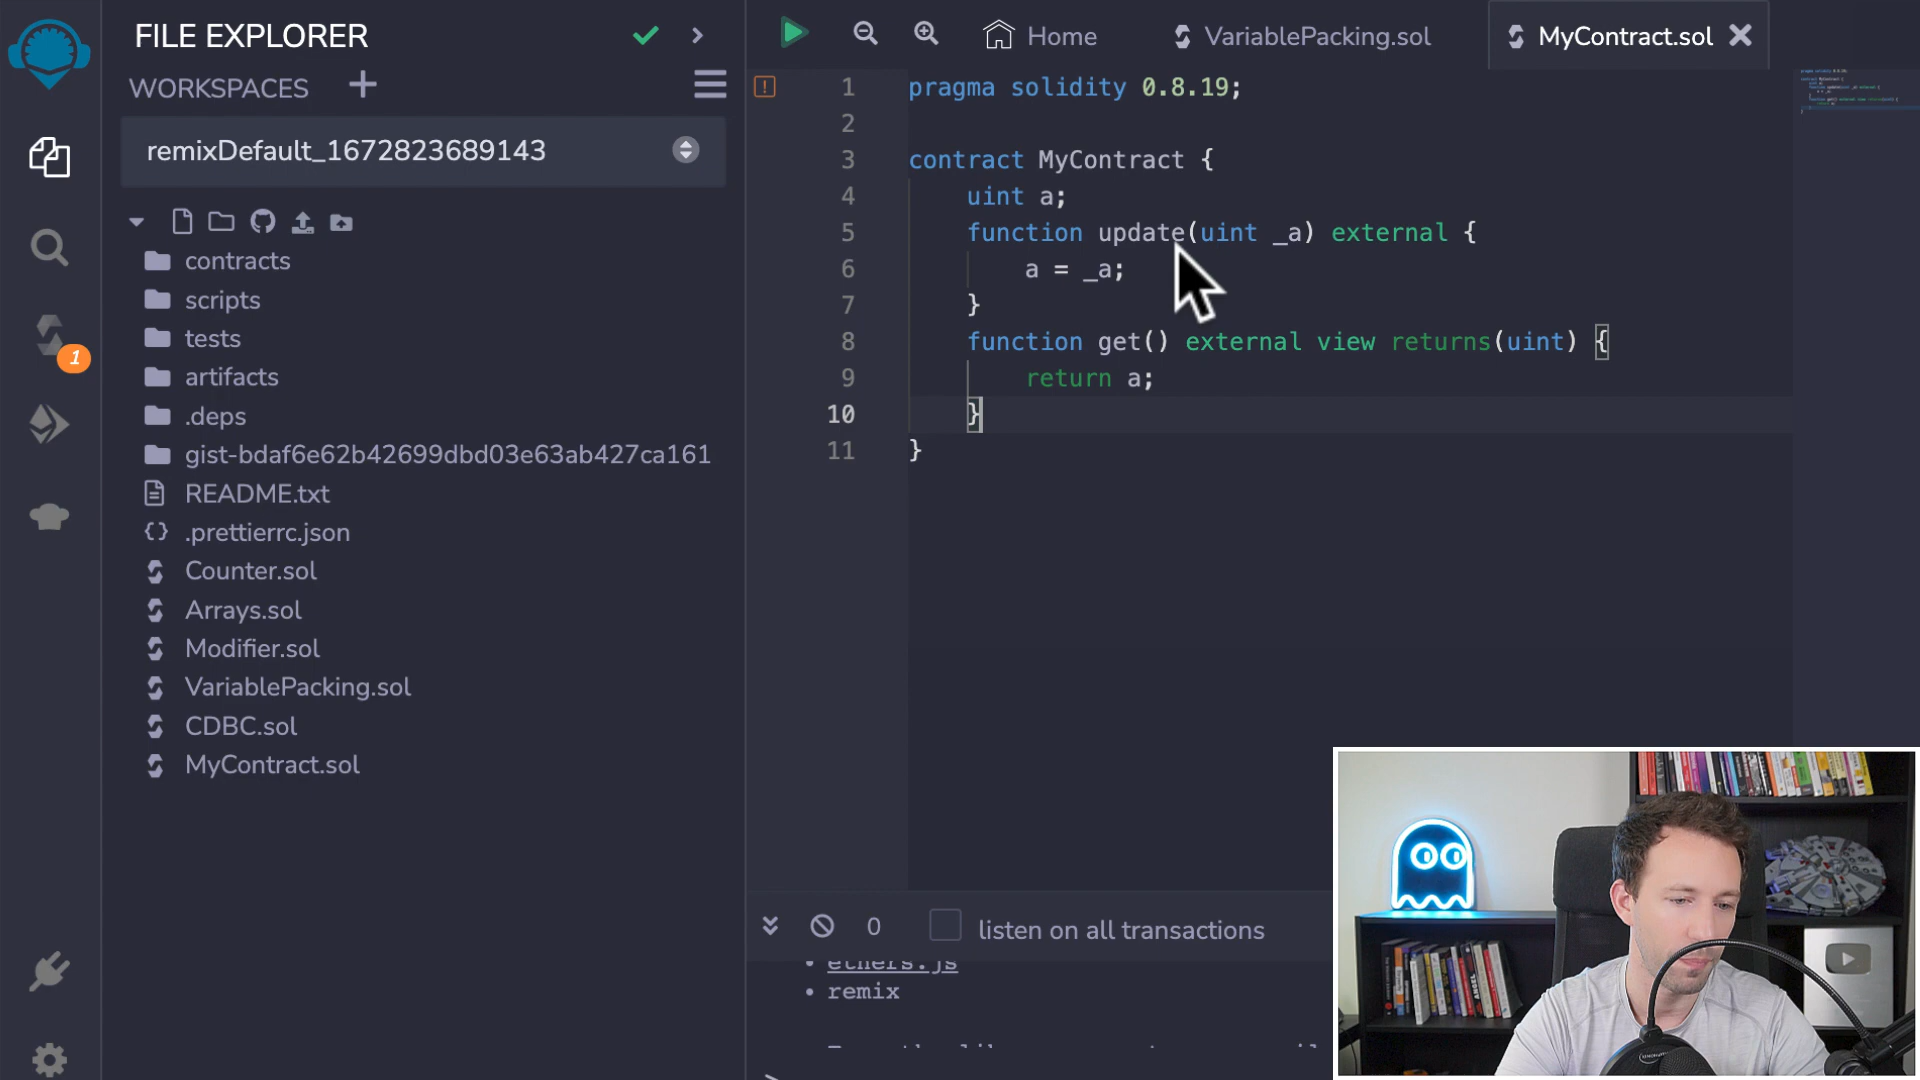 FILE EXPLORER
WORKSPACES
remixDefault_1672823689143
contracts
scripts
tests
artifacts
.deps
gist-bdaf6e62b42699dbd03e63ab427ca161
README.txt
.prettierrc.json
Counter.sol
Arrays.sol
Modifier.sol
VariablePacking.sol
CDBC.sol
MyContract.sol
1
Home
VariablePacking.sol
MyContract.sol
1 pragma solidity 0.8.19;
2
3 contract MyContract {
4 uint a;
5 function update(uint _a) external {
6 a = _a;
7 }
8 function get() external view returns(uint) {
9 return a;
10 }
11 }
0
listen on all transactions
• ethers.js
• remix
>